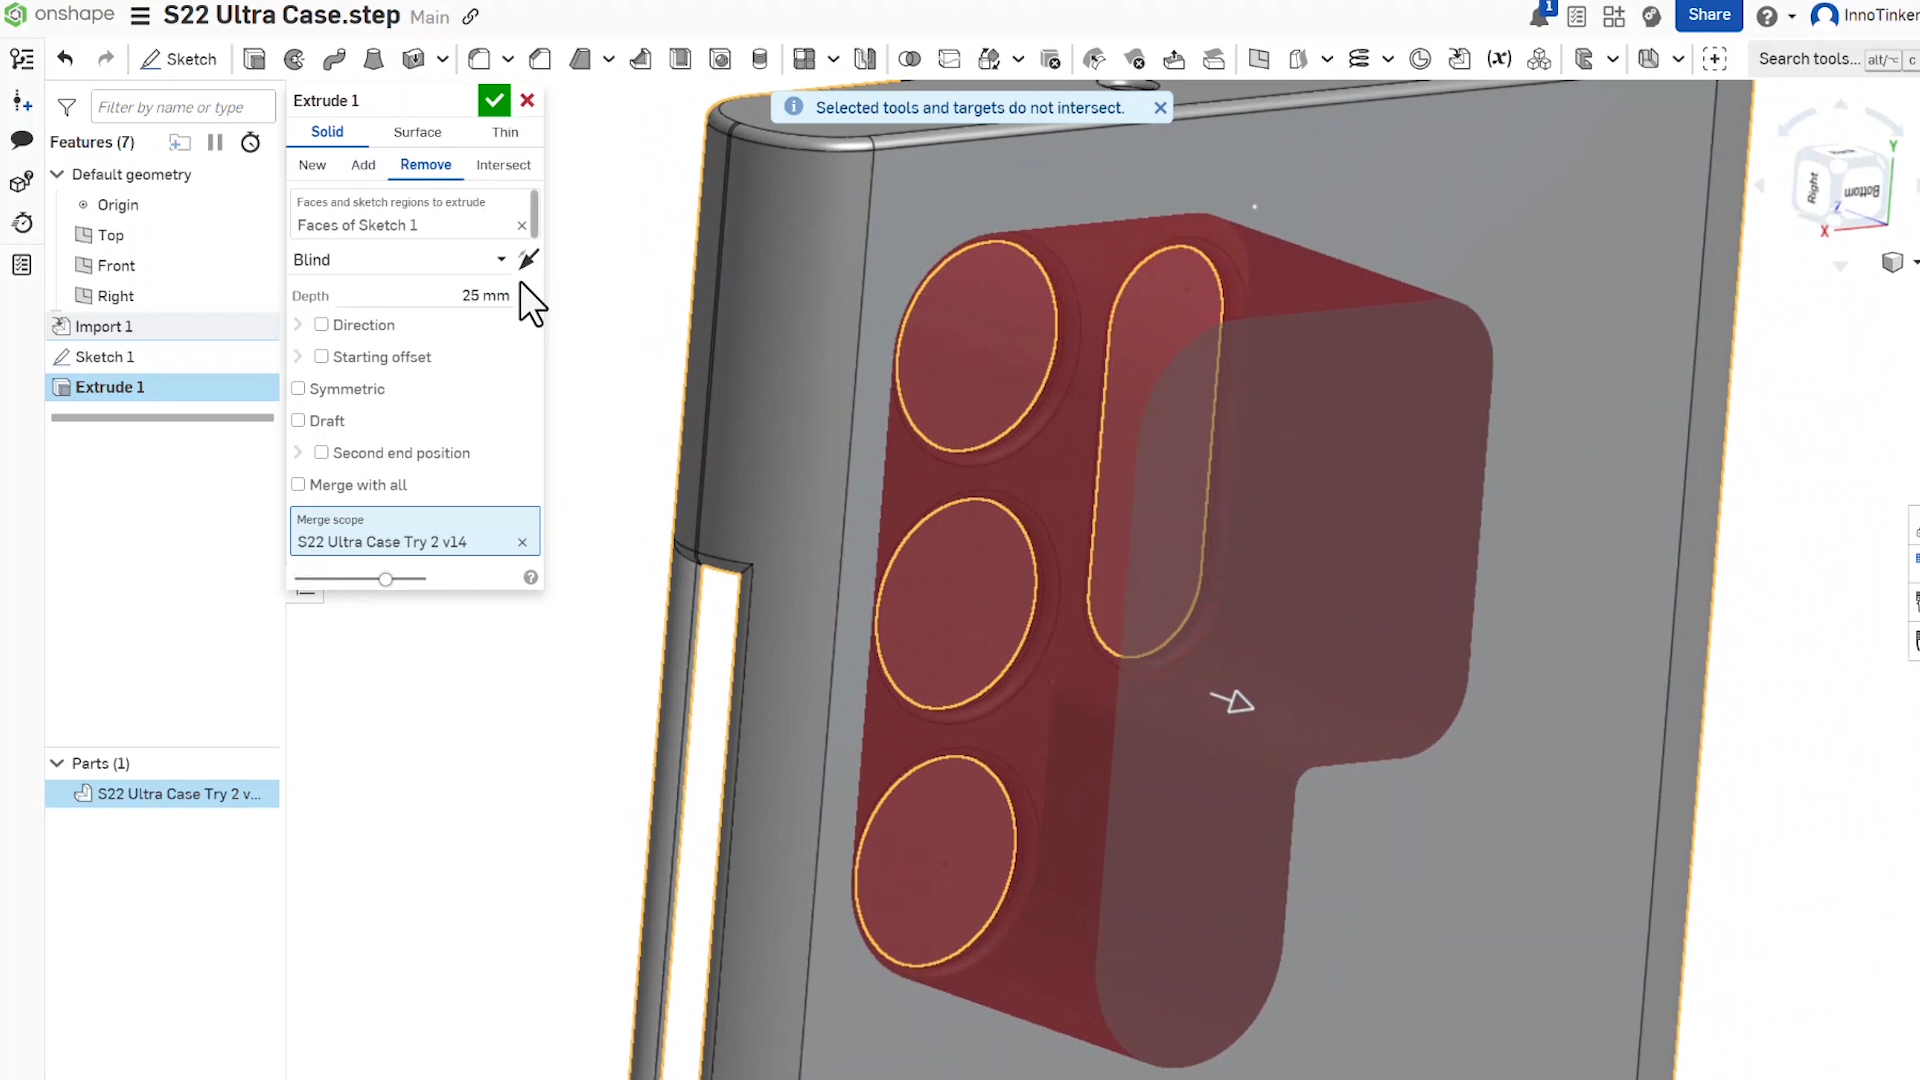 onshape S22 Ultra Case.step Main
1
Share
InnoTinker
Sketch
Search tools... alt/⌥ c
Filter by name or type
Features (7)
Default geometry
Origin
Top
Front
Right
Import 1
Sketch 1
Extrude 1
Parts (1)
S22 Ultra Case Try 2 v...
Extrude 1
Solid Surface Thin
New Add Remove Intersect
Faces and sketch regions to extrude
Faces of Sketch 1
Blind
Depth 25 mm
Direction
Starting offset
Symmetric
Draft
Second end position
Merge with all
Merge scope
S22 Ultra Case Try 2 v14
Selected tools and targets do not intersect.
Back
Right
Bottom
X
Y
Z